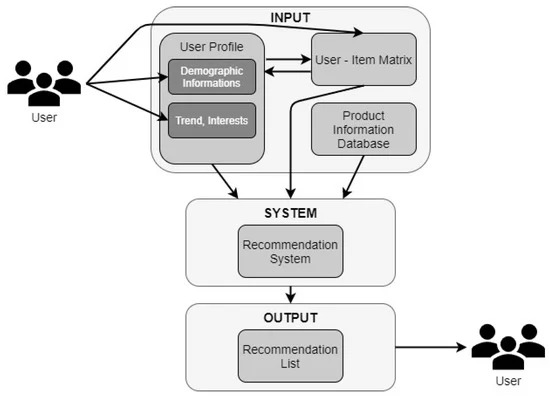 INPUT
User Profile
Demographic
Informations
Trend, Interests
User - Item Matrix
Product
Information
Database
User
SYSTEM
Recommendation
System
OUTPUT
Recommendation
List
User